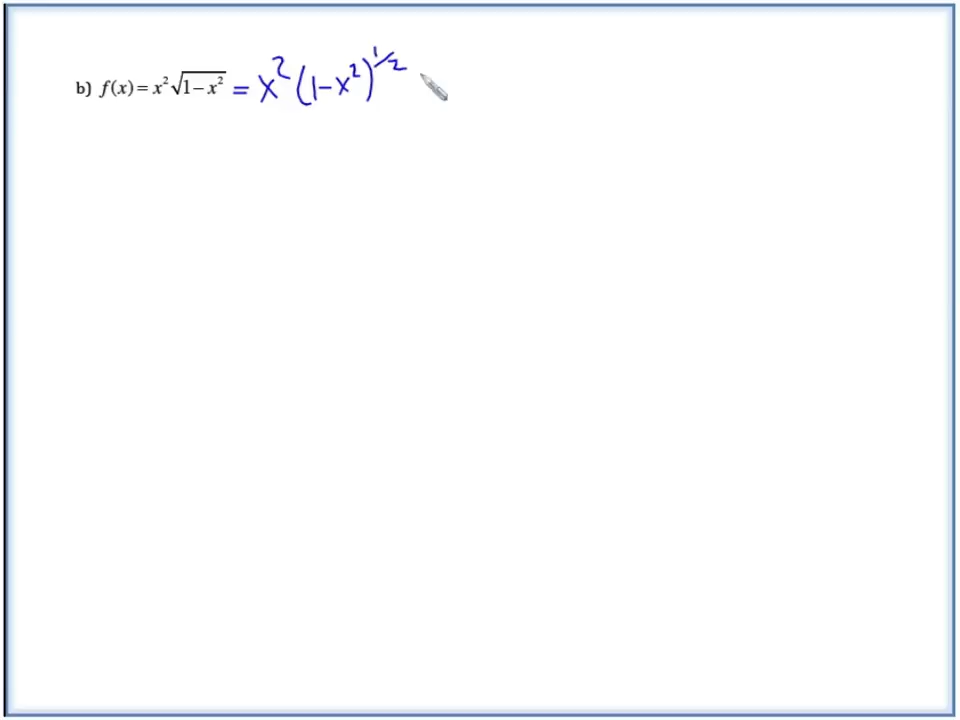 b) f(x) = x²√(1 − x²) = x²(1−x²)^½